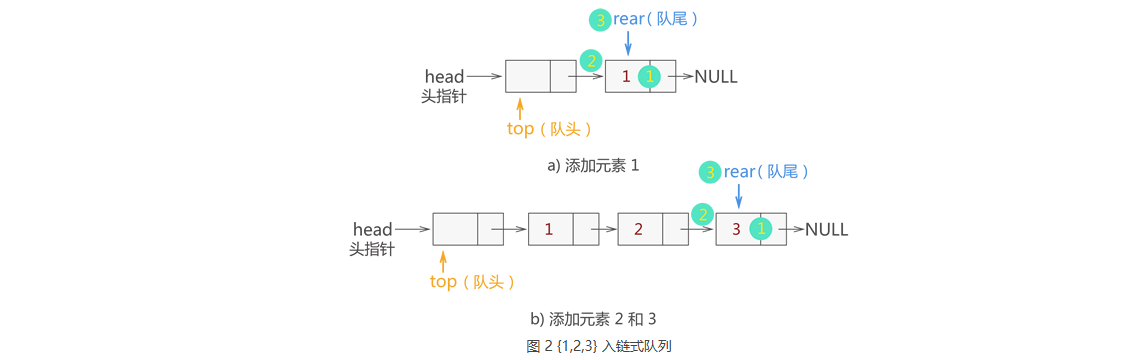 3 rear（队尾）
2
head 1 1 NULL
头指针
top（队头）
a) 添加元素 1
3 rear（队尾）
2
head 1 2 3 1 NULL
头指针
top（队头）
b) 添加元素 2 和 3
图 2 {1,2,3} 入链式队列